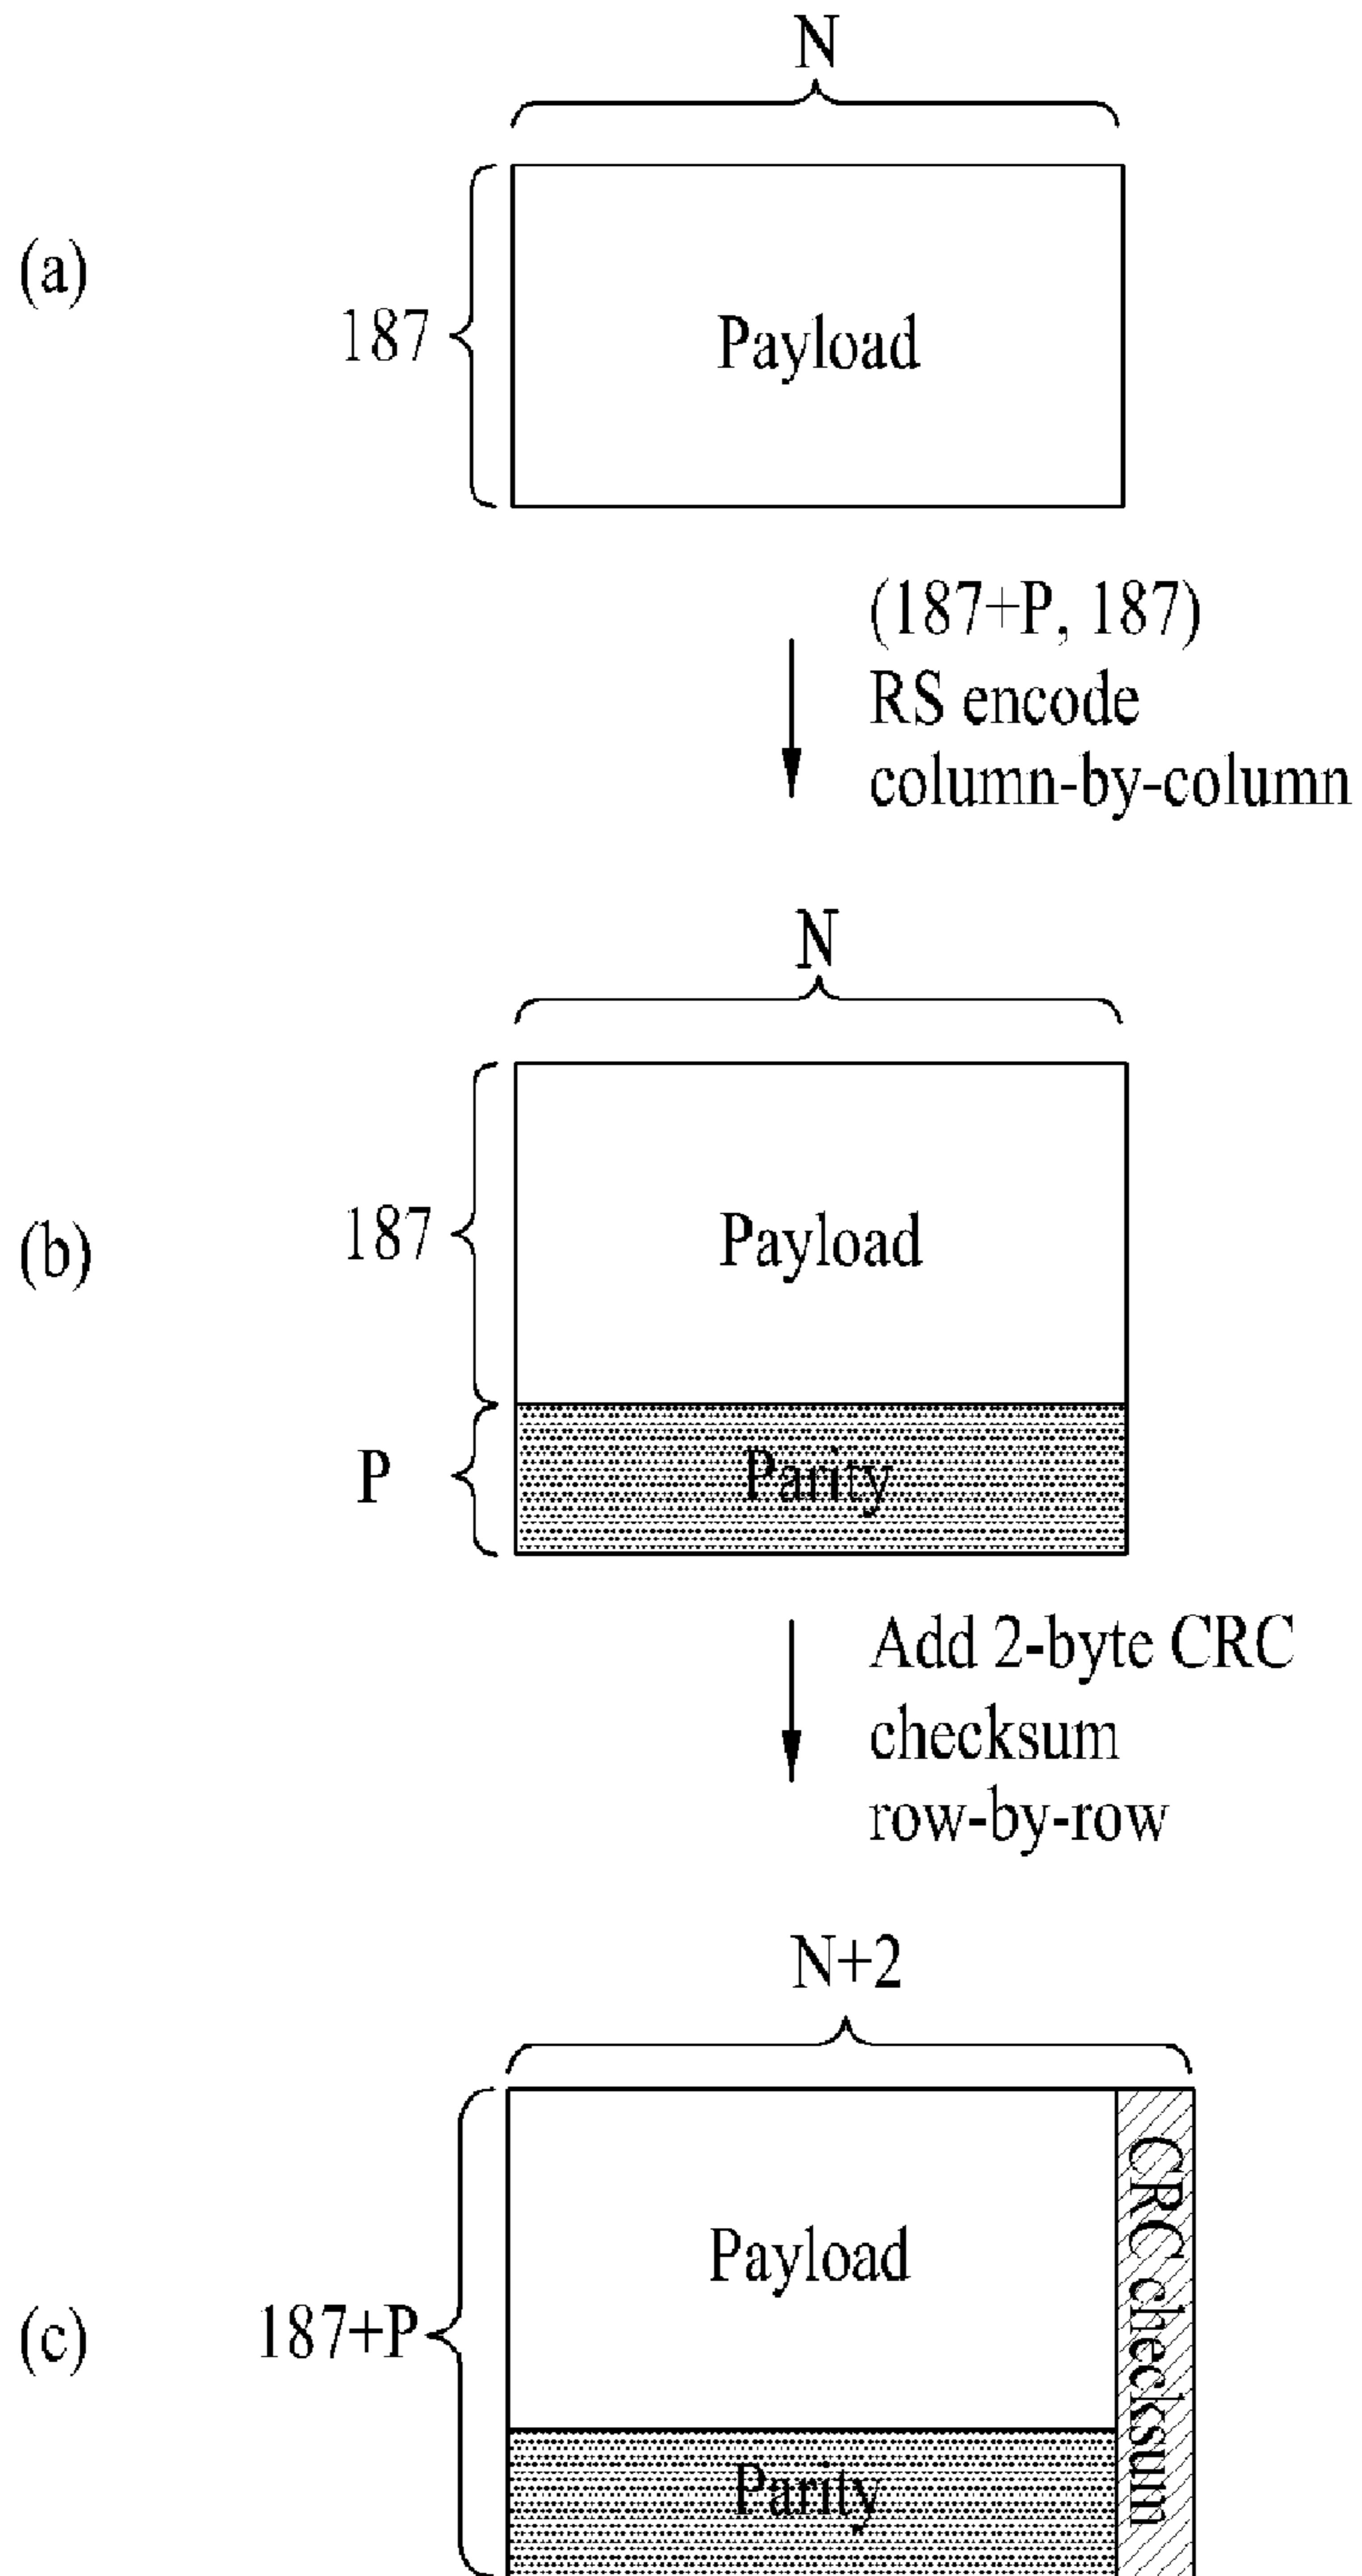 N
(a)
187
Payload
(187+P, 187)
RS encode
column-by-column
N
(b)
187
Payload
P
Parity
Add 2-byte CRC
checksum
row-by-row
N+2
(c)
187+P
Payload
CRC checksum
Parity